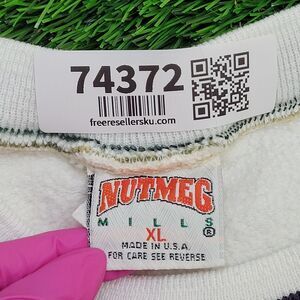 74372
freeresellersku.com
NUTMEG
MILLS ®
XL
MADE IN U.S.A.
FOR CARE SEE REVERSE